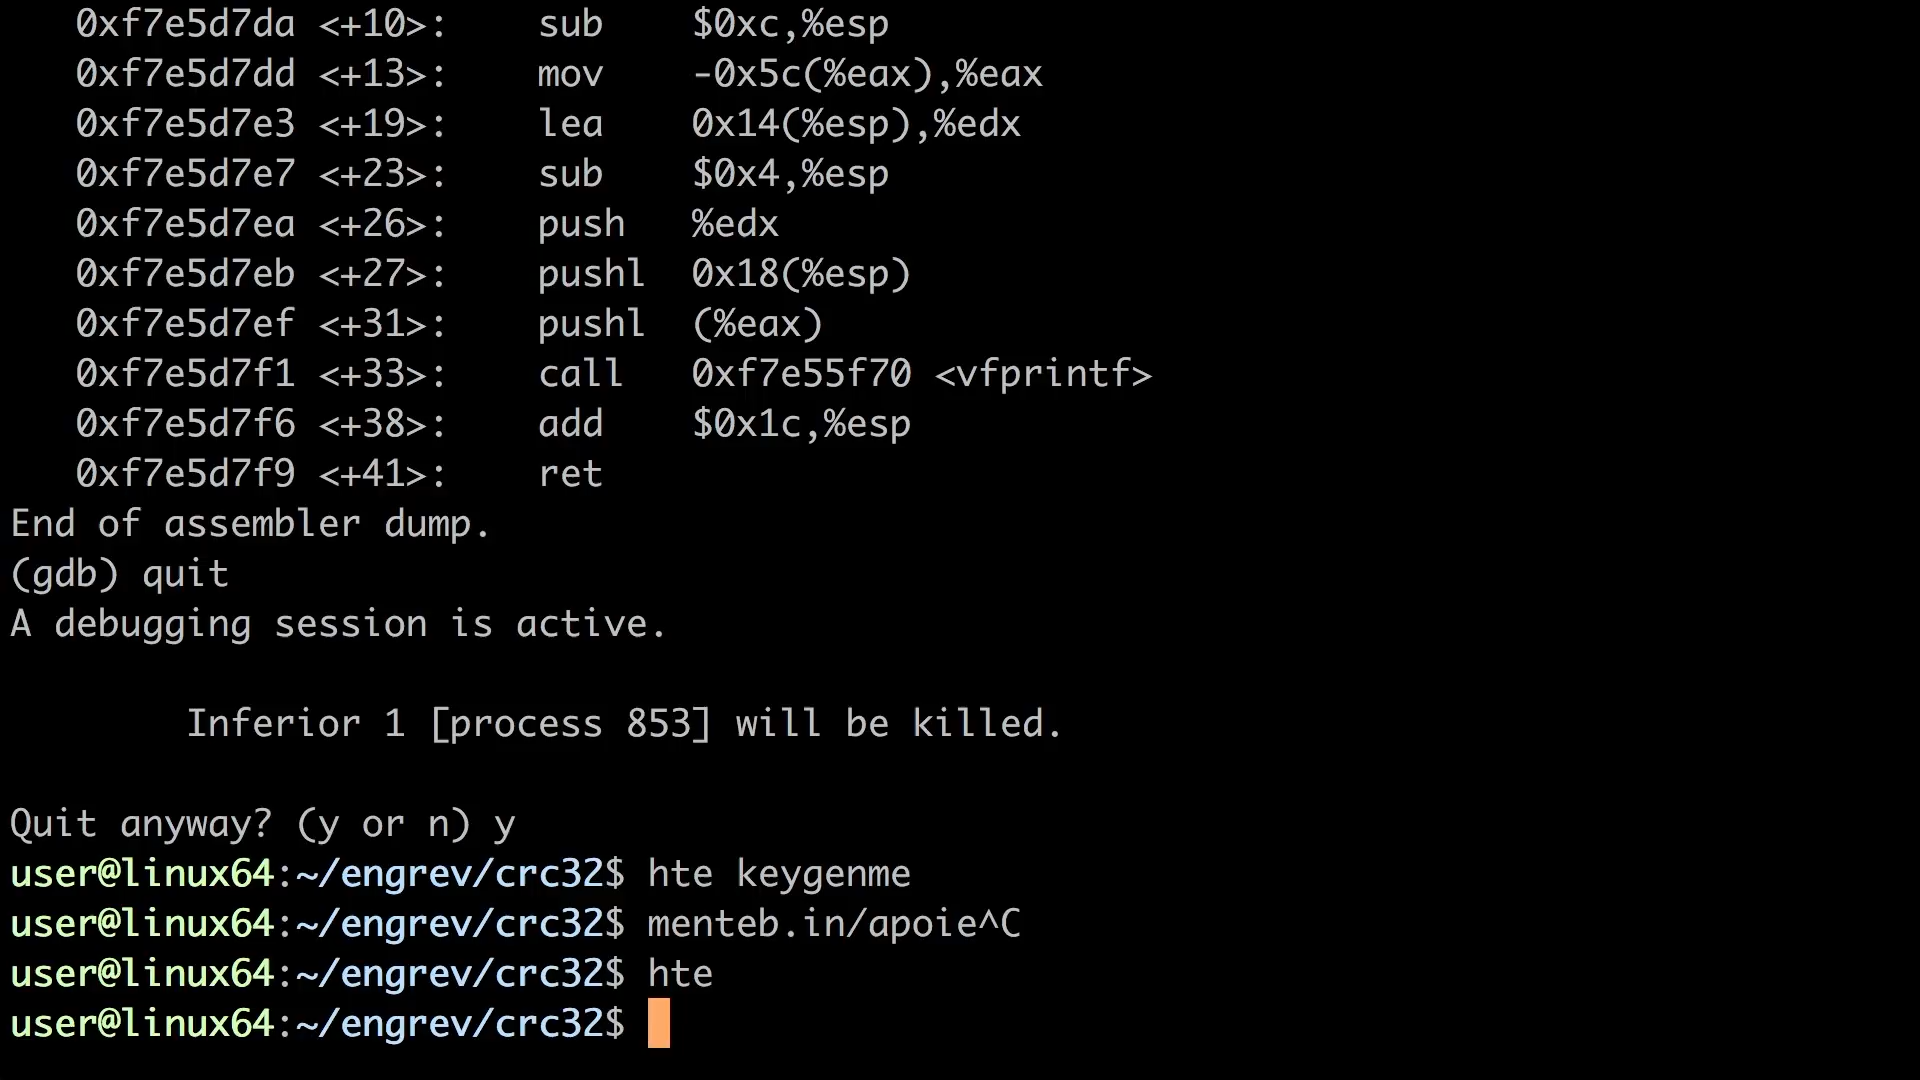 0xf7e5d7da <+10>:    sub    $0xc,%esp
0xf7e5d7dd <+13>:    mov    -0x5c(%eax),%eax
0xf7e5d7e3 <+19>:    lea    0x14(%esp),%edx
0xf7e5d7e7 <+23>:    sub    $0x4,%esp
0xf7e5d7ea <+26>:    push   %edx
0xf7e5d7eb <+27>:    pushl  0x18(%esp)
0xf7e5d7ef <+31>:    pushl  (%eax)
0xf7e5d7f1 <+33>:    call   0xf7e55f70 <vfprintf>
0xf7e5d7f6 <+38>:    add    $0x1c,%esp
0xf7e5d7f9 <+41>:    ret
End of assembler dump.
(gdb) quit
A debugging session is active.
Inferior 1 [process 853] will be killed.
Quit anyway? (y or n) y
user@linux64:~/engrev/crc32$ hte keygenme
user@linux64:~/engrev/crc32$ menteb.in/apoie^C
user@linux64:~/engrev/crc32$ hte
user@linux64:~/engrev/crc32$